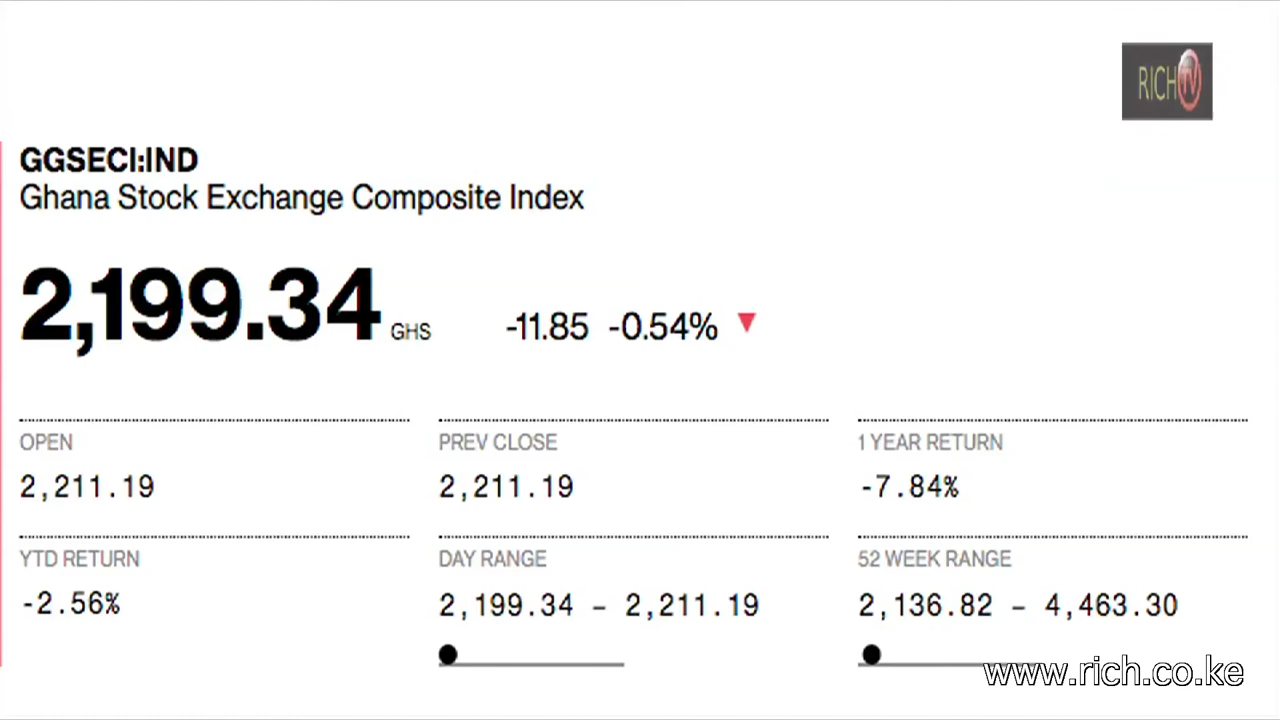 RICH TV
GGSECI:IND
Ghana Stock Exchange Composite Index
2,199.34 GHS -11.85 -0.54%
OPEN PREV CLOSE 1 YEAR RETURN
2,211.19 2,211.19 -7.84%
YTD RETURN DAY RANGE 52 WEEK RANGE
-2.56% 2,199.34 – 2,211.19 2,136.82 – 4,463.30
www.rich.co.ke